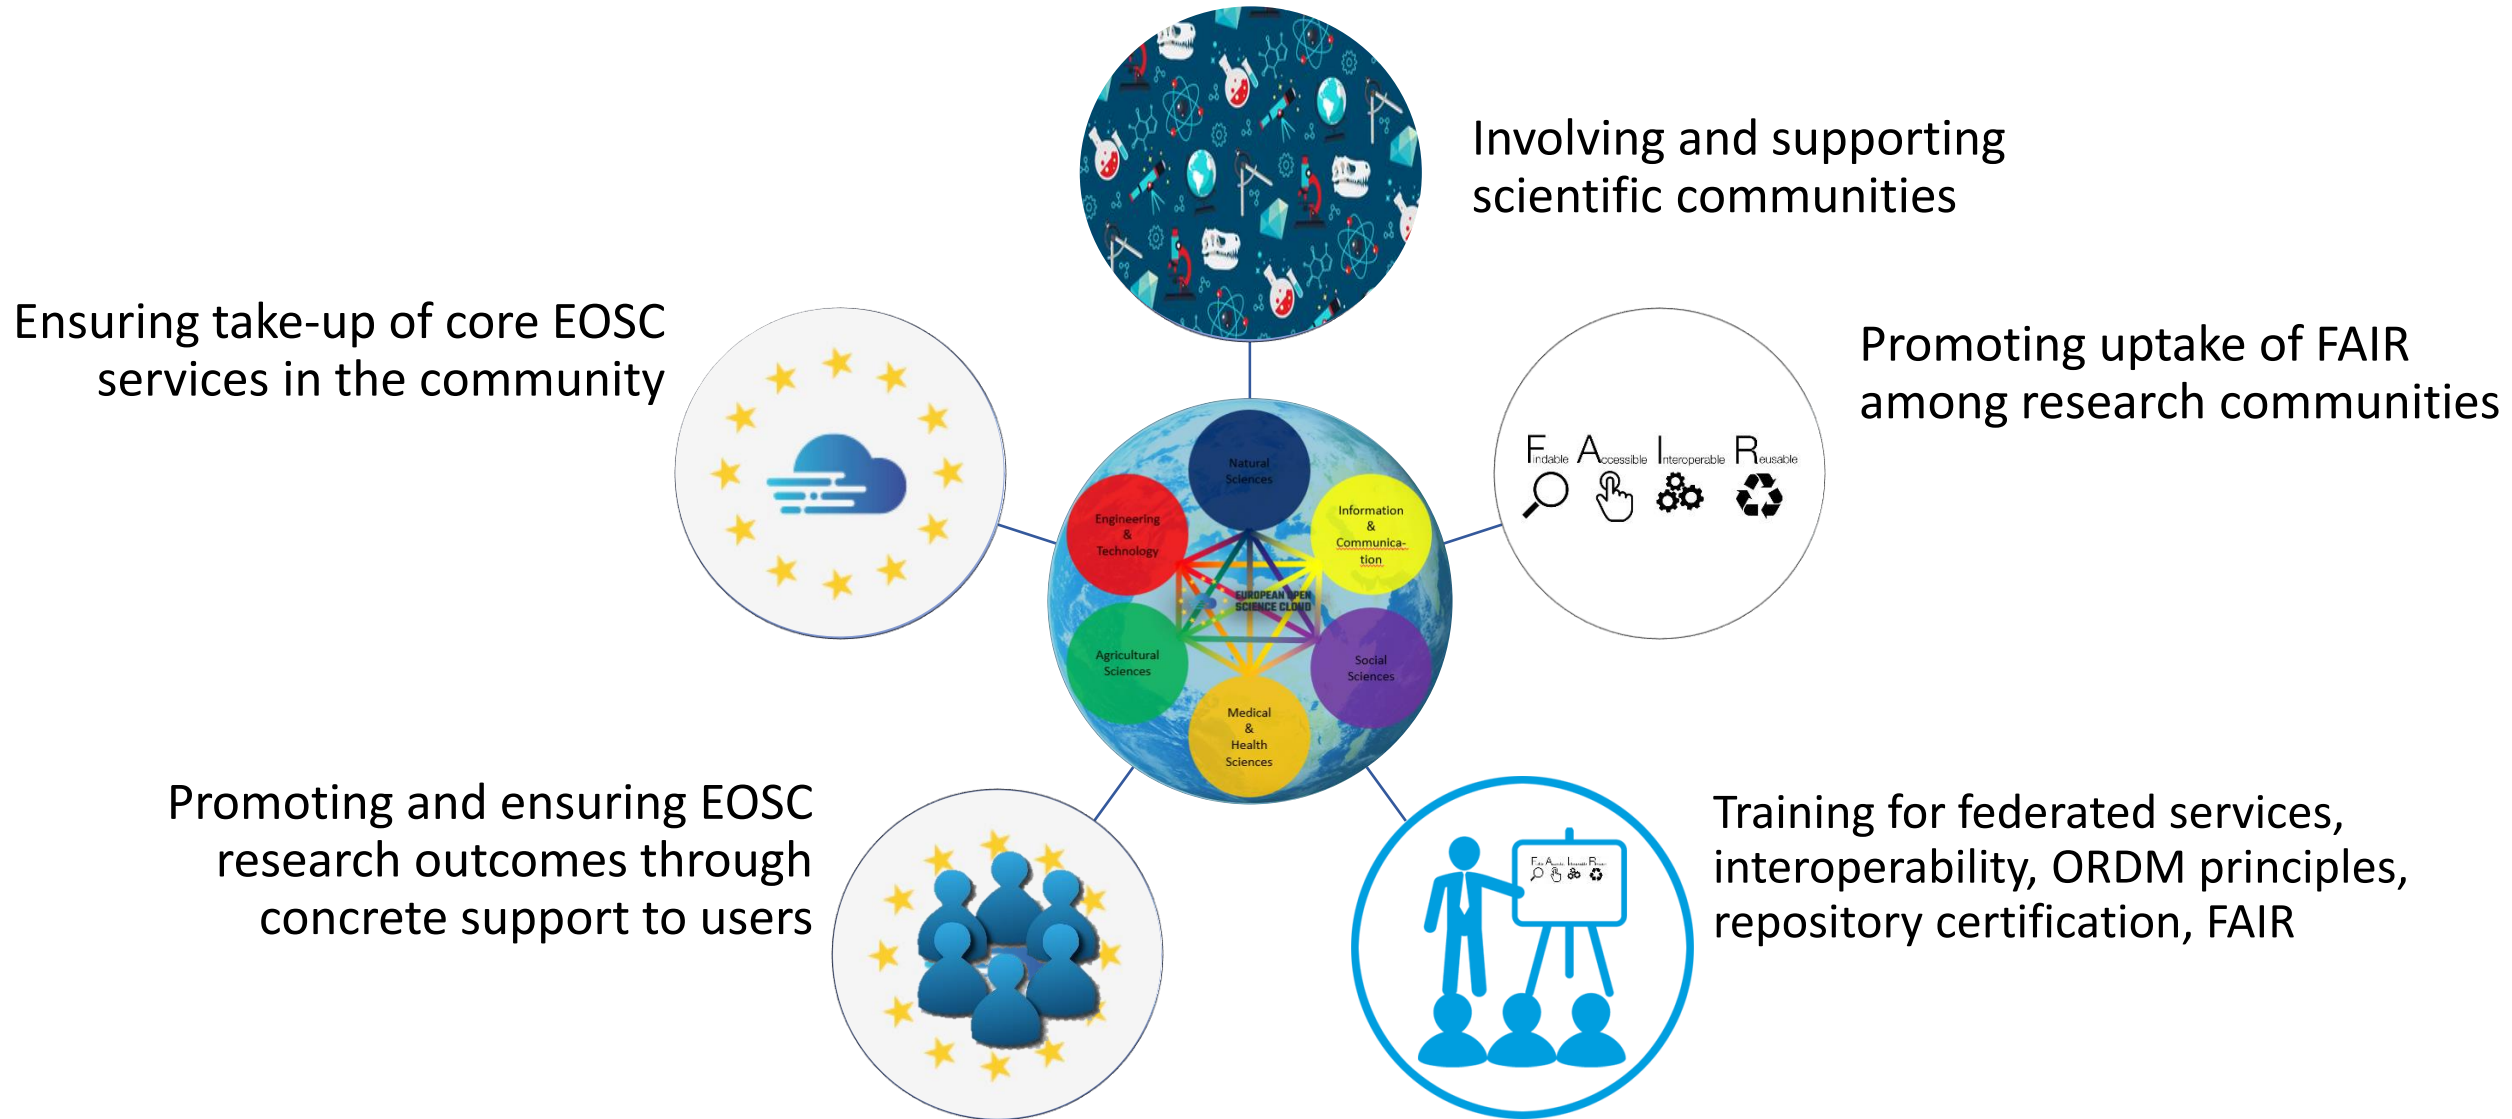 Involving and supporting
scientific communities
Ensuring take-up of core EOSC
services in the community
Promoting uptake of FAIR
among research communities
Findable Accessible Interoperable Reusable
Natural
Sciences
Engineering
&
Technology
Information
&
Communica-
tion
EUROPEAN OPEN
SCIENCE CLOUD
Agricultural
Sciences
Social
Sciences
Medical
&
Health
Sciences
Promoting and ensuring EOSC
research outcomes through
concrete support to users
Training for federated services,
interoperability, ORDM principles,
repository certification, FAIR